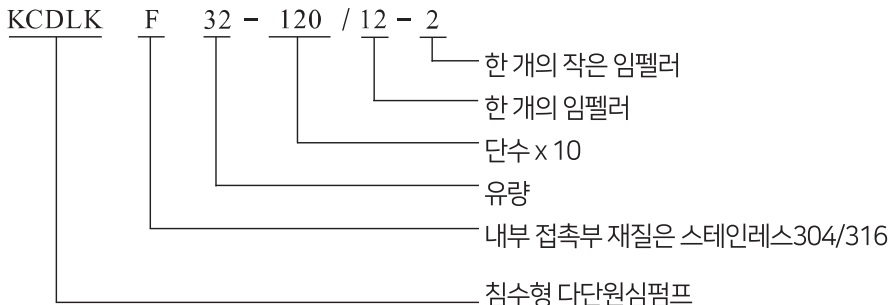 KCDLK F 32 - 120 / 12 - 2
한 개의 작은 임펠러
한 개의 임펠러
단수 x 10
유량
내부 접촉부 재질은 스테인레스304/316
침수형 다단원심펌프